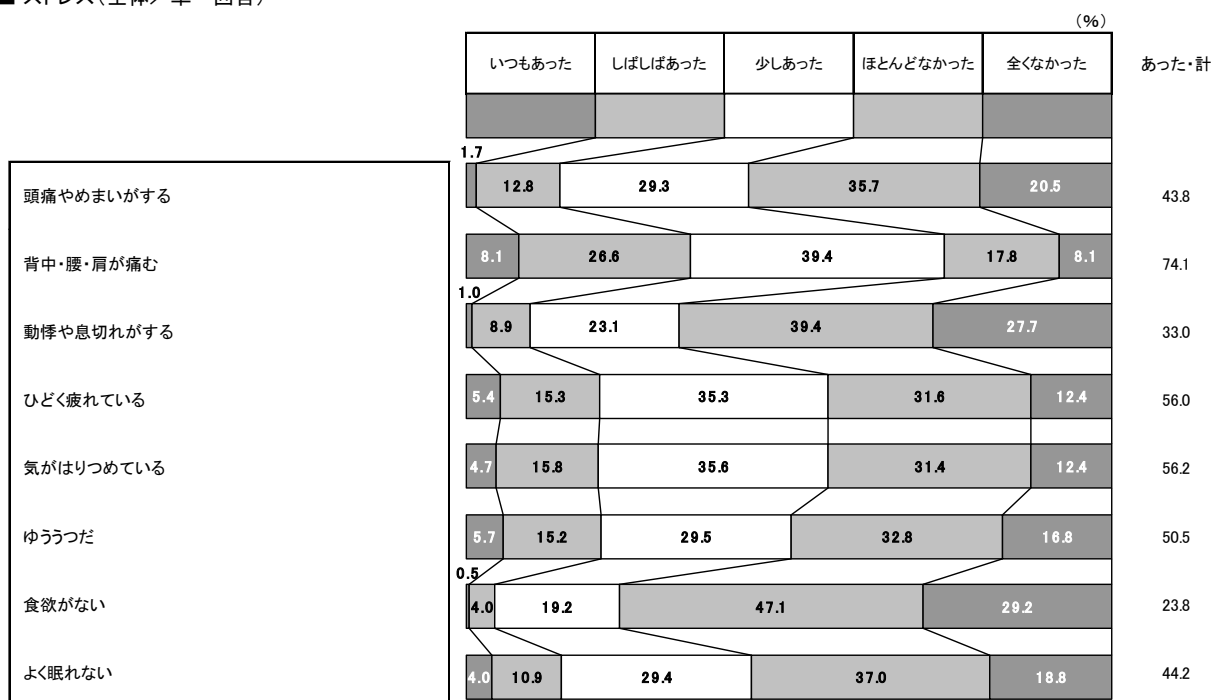 （%）
いつもあった しばしばあった 少しあった ほとんどなかった 全くなかった あった・計
頭痛やめまいがする 1.7 12.8 29.3 35.7 20.5 43.8
背中・腰・肩が痛む 8.1 26.6 39.4 17.8 8.1 74.1
動悸や息切れがする 1.0 8.9 23.1 39.4 27.7 33.0
ひどく疲れている 5.4 15.3 35.3 31.6 12.4 56.0
気がはりつめている 4.7 15.8 35.6 31.4 12.4 56.2
ゆううつだ 5.7 15.2 29.5 32.8 16.8 50.5
食欲がない 0.5 4.0 19.2 47.1 29.2 23.8
よく眠れない 4.0 10.9 29.4 37.0 18.8 44.2